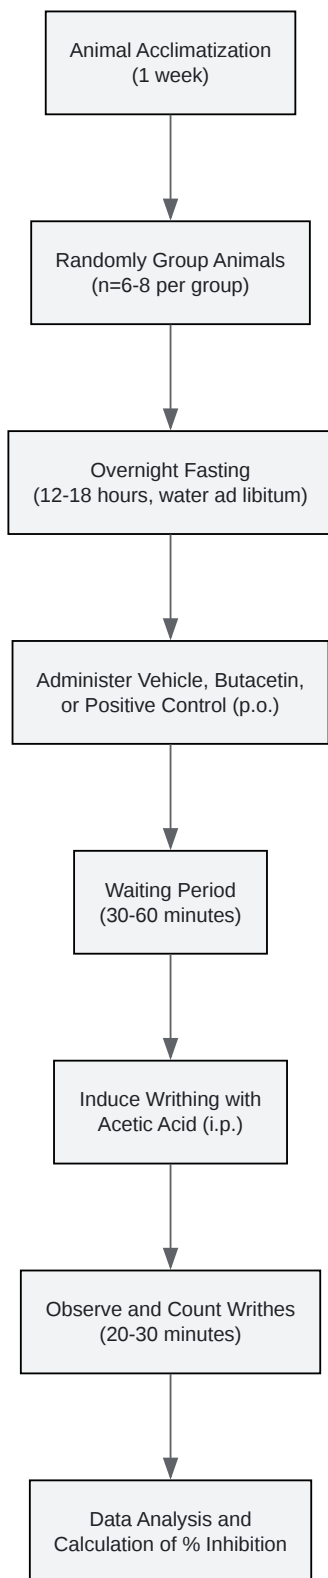 Animal Acclimatization
(1 week)
Randomly Group Animals
(n=6-8 per group)
Overnight Fasting
(12-18 hours, water ad libitum)
Administer Vehicle, Butacetin,
or Positive Control (p.o.)
Waiting Period
(30-60 minutes)
Induce Writhing with
Acetic Acid (i.p.)
Observe and Count Writhes
(20-30 minutes)
Data Analysis and
Calculation of % Inhibition